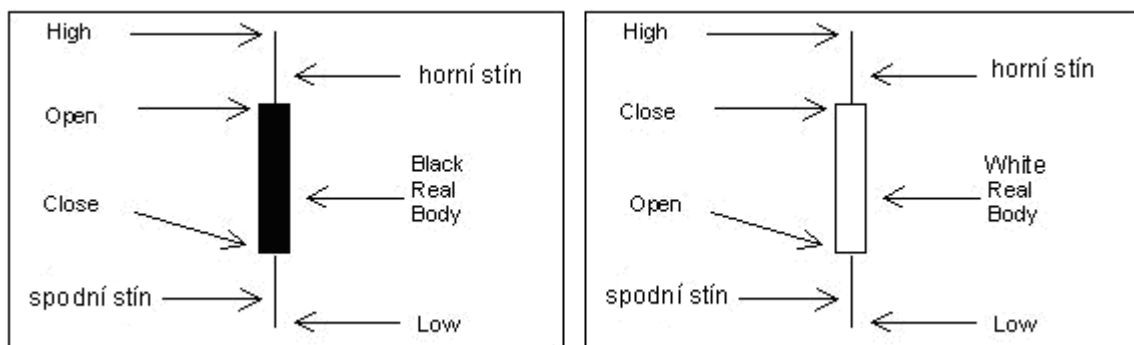 High
horní stín
Open
Black
Real
Body
Close
spodní stín
Low
High
horní stín
Close
White
Real
Body
Open
spodní stín
Low